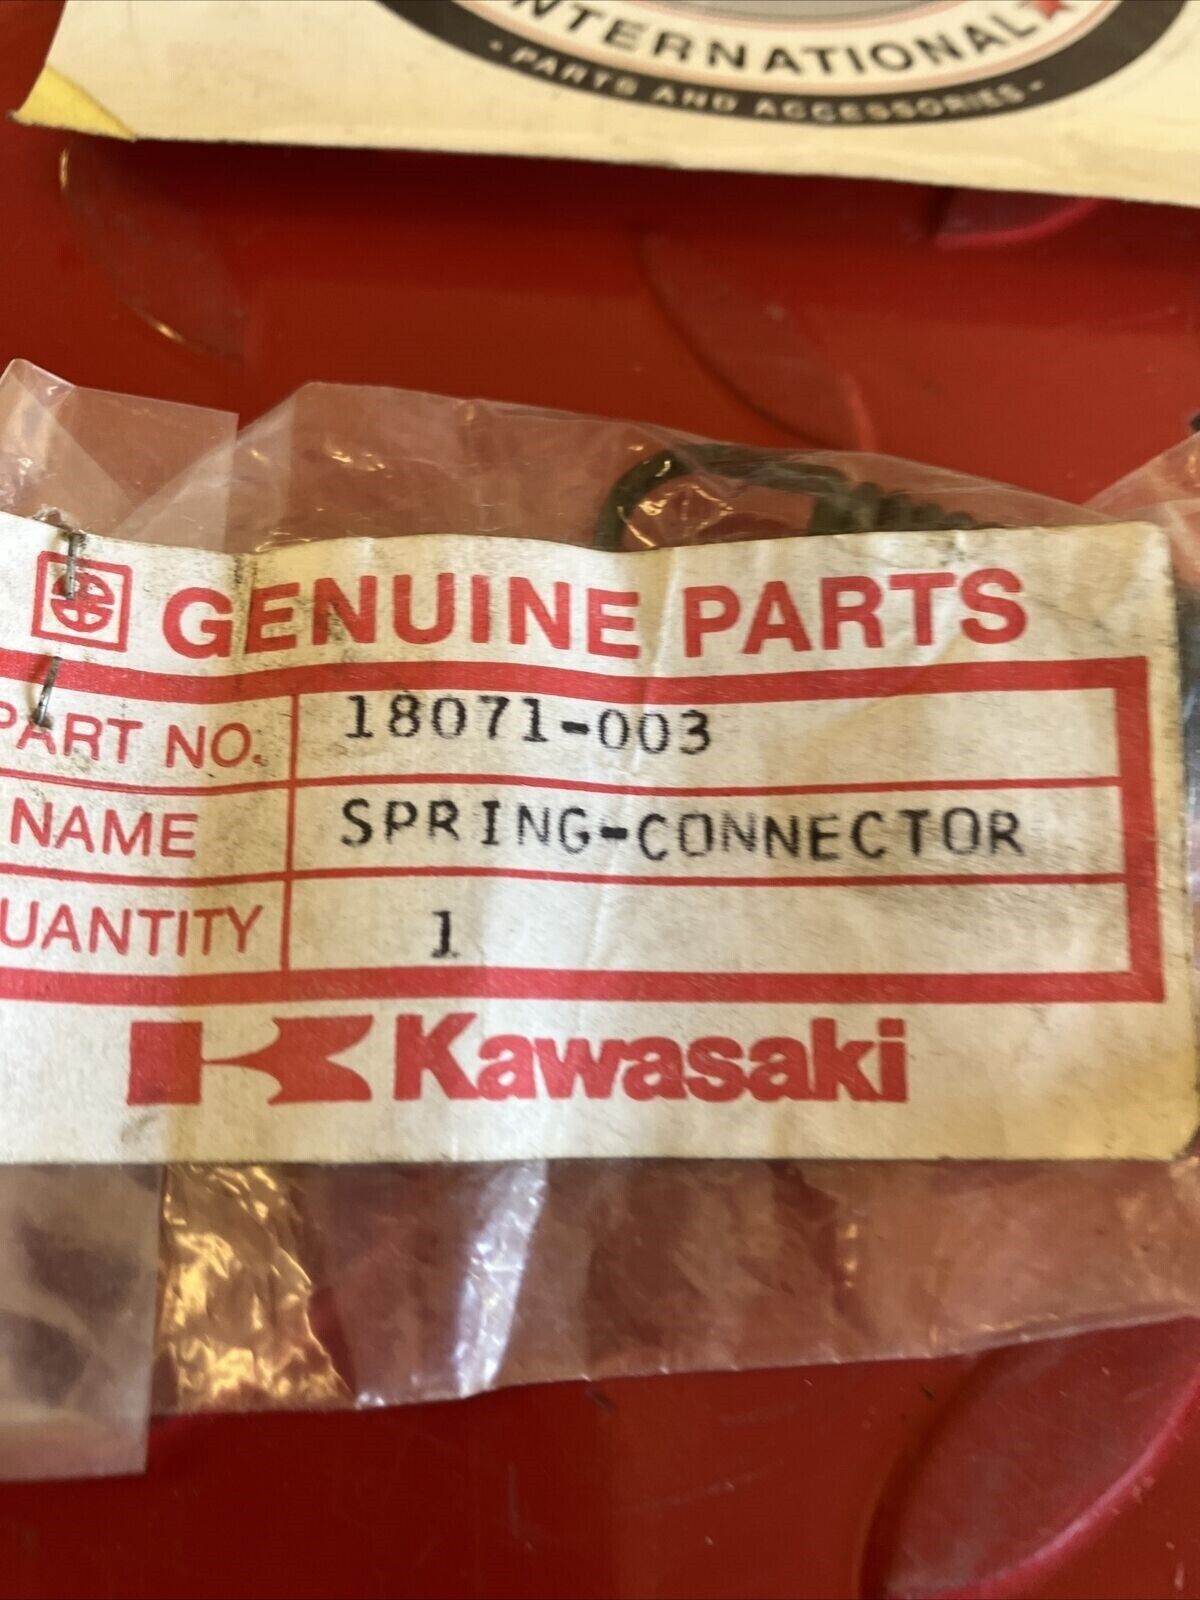 INTERNATIONAL
- PARTS AND ACCESSORIES -
GENUINE PARTS
PART NO. 18071-003
NAME SPRING-CONNECTOR
UANTITY 1
Kawasaki